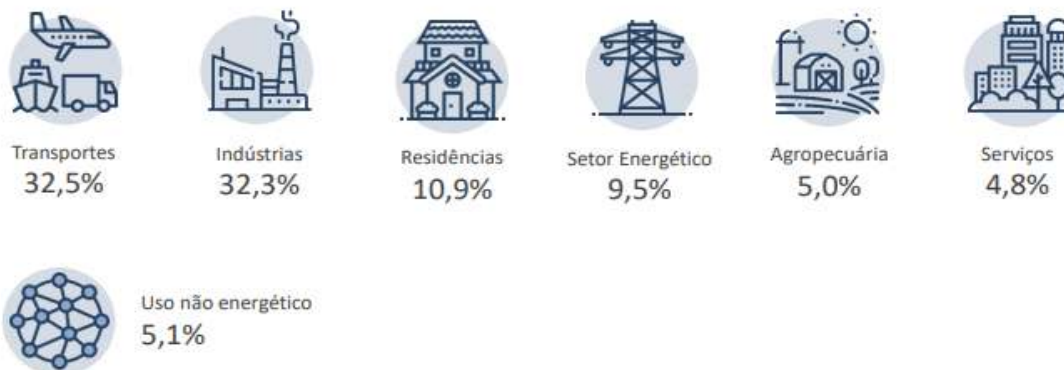 Transportes
32,5%
Indústrias
32,3%
Residências
10,9%
Setor Energético
9,5%
Agropecuária
5,0%
Serviços
4,8%
Uso não energético
5,1%